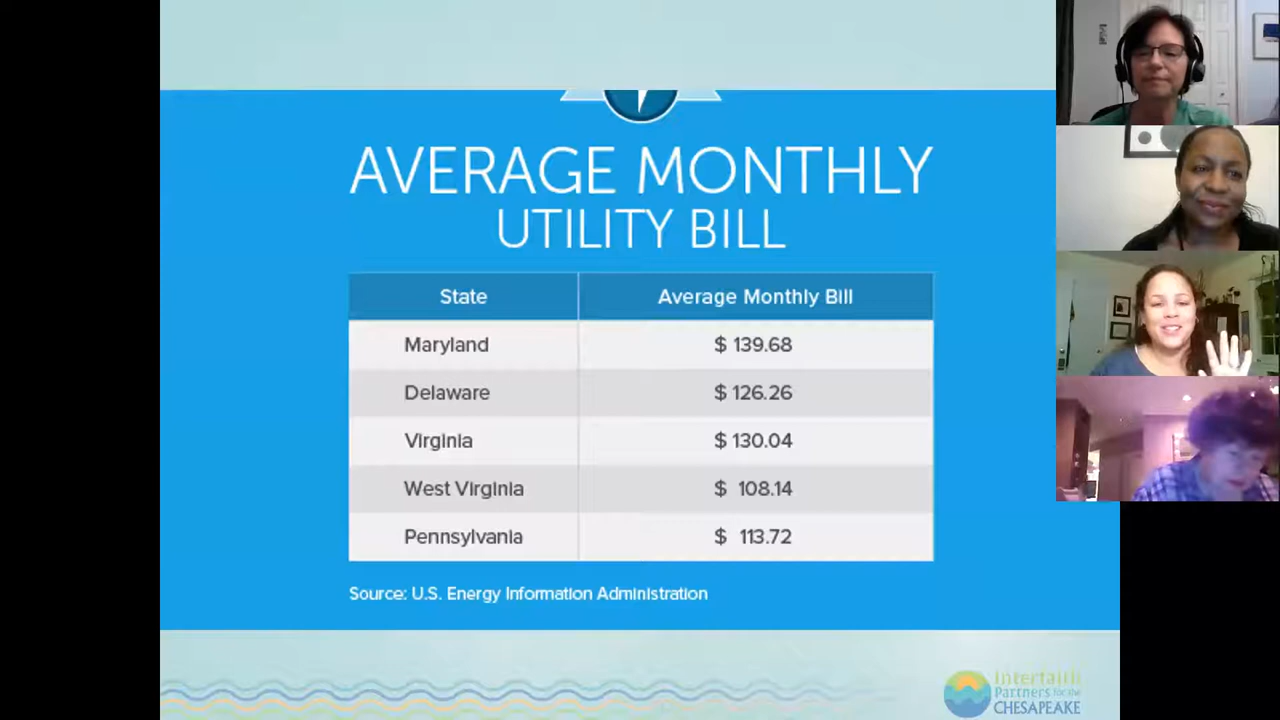 AVERAGE MONTHLY
UTILITY BILL
State Average Monthly Bill
Maryland $ 139.68
Delaware $ 126.26
Virginia $ 130.04
West Virginia $ 108.14
Pennsylvania $ 113.72
Source: U.S. Energy Information Administration
Interfaith
Partners for the
CHESAPEAKE